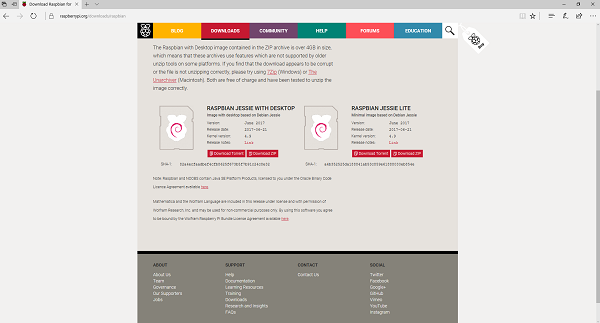 Download Raspbian for
raspberrypi.org/downloads/raspbian
BLOG
DOWNLOADS
COMMUNITY
HELP
FORUMS
EDUCATION
The Raspbian with Desktop image contained in the ZIP archive is over 4GB in size,
which means that these archives use features which are not supported by older
unzip tools on some platforms. If you find that the download appears to be corrupt
or the file is not unzipping correctly, please try using 7Zip (Windows) or The
Unarchiver (Macintosh). Both are free of charge and have been tested to unzip the
image correctly.
RASPBIAN JESSIE WITH DESKTOP
Image with desktop based on Debian Jessie
Version: June 2017
Release date: 2017-06-21
Kernel version: 4.9
Release notes: Link
Download Torrent
Download ZIP
SHA-1:
RASPBIAN JESSIE LITE
Minimal image based on Debian Jessie
Version: June 2017
Release date: 2017-06-21
Kernel version: 4.9
Release notes: Link
Download Torrent
Download ZIP
SHA-1:
Note: Raspbian and NOOBS contain Java SE Platform Products, licensed to you under the Oracle Binary Code
License Agreement available here.
Mathematica and the Wolfram Language are included in this release under license and with permission of
Wolfram Research, Inc. and may be used for non-commercial purposes only. By using this software you agree
to be bound by the Wolfram Raspberry Pi Bundle License Agreement available here.
ABOUT
About Us
Team
Governance
Our Supporters
Jobs
SUPPORT
Help
Documentation
Learning Resources
Training
Downloads
Research and Insights
FAQs
CONTACT
Contact Us
SOCIAL
Twitter
Facebook
Google+
GitHub
Vimeo
YouTube
Instagram